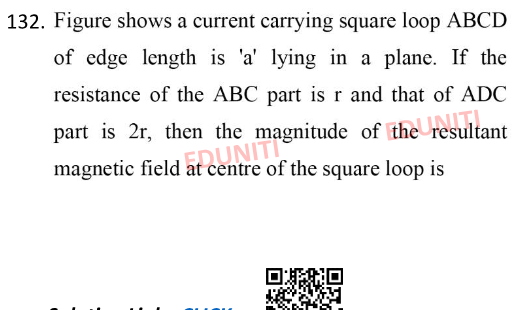 132. Figure shows a current carrying square loop ABCD
of edge length is 'a' lying in a plane. If the
resistance of the ABC part is r and that of ADC
part is 2r, then the magnitude of the resultant
magnetic field at centre of the square loop is
EDUNITI
EDUNITI